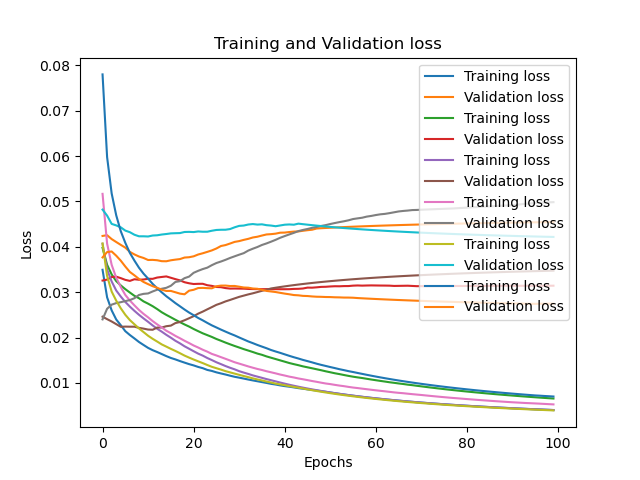 Training and Validation loss
Loss
0.08
0.07
0.06
0.05
0.04
0.03
0.02
0.01
Training loss
Validation loss
Training loss
Validation loss
Training loss
Validation loss
Training loss
Validation loss
Training loss
Validation loss
Training loss
Validation loss
0 20 40 60 80 100
Epochs